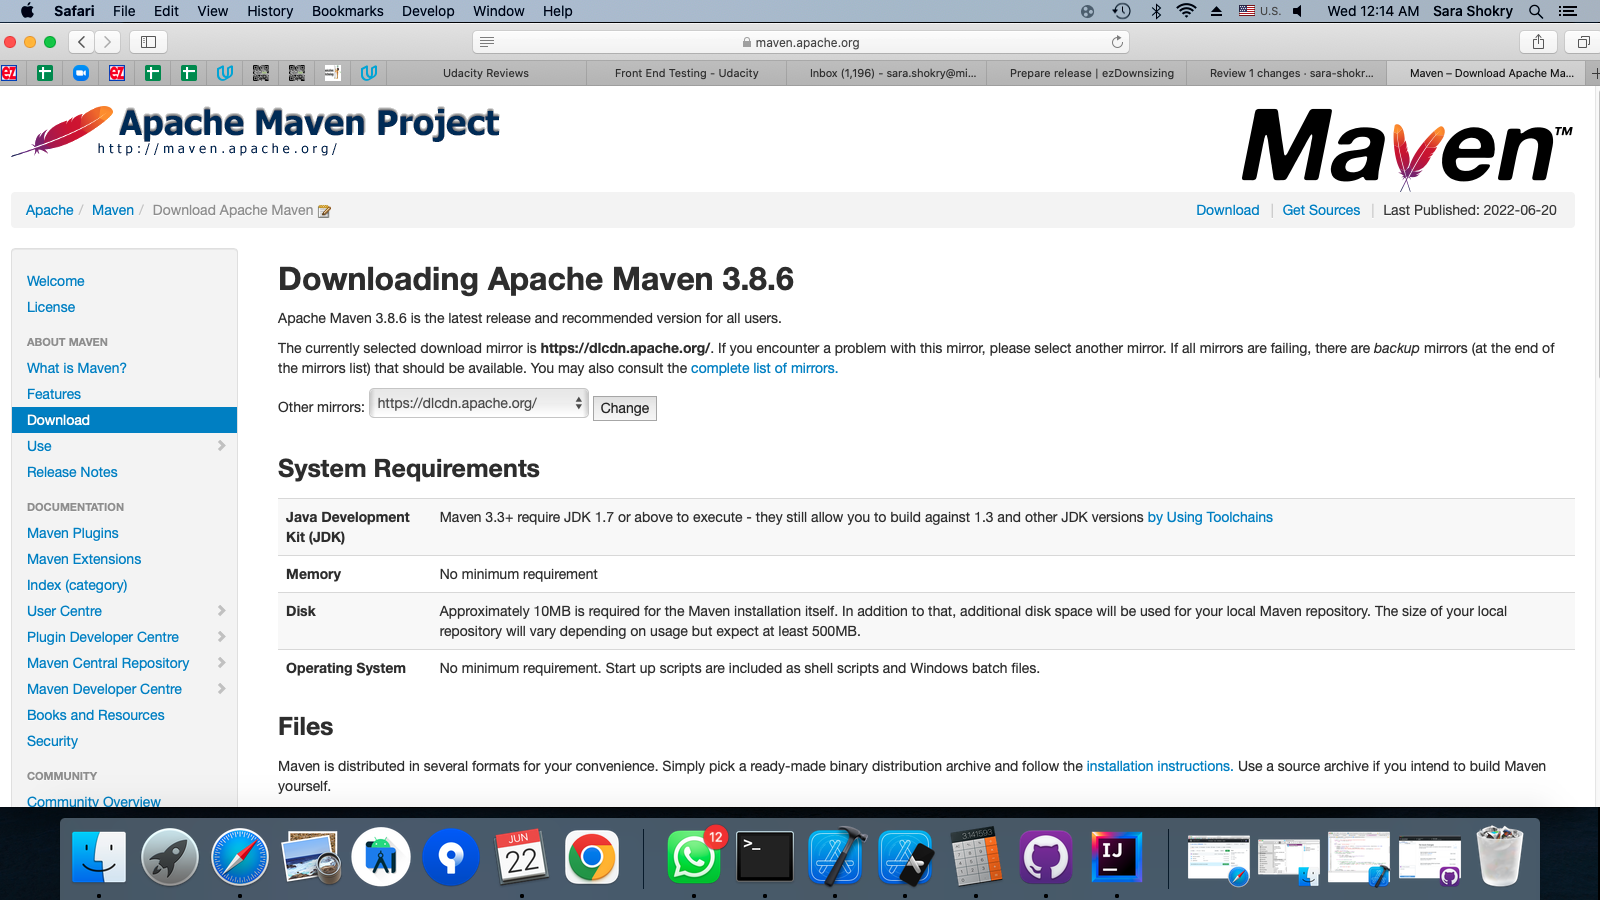 Safari File Edit View History Bookmarks Develop Window Help U.S. Wed 12:14 AM Sara Shokry
maven.apache.org
Udacity Reviews Front End Testing - Udacity Inbox (1,196) - sara.shokry@mi... Prepare release | ezDownsizing Review 1 changes · sara-shokr... Maven – Download Apache Ma...
Apache Maven Project
http://maven.apache.org/
Maven™
Apache / Maven / Download Apache Maven Download | Get Sources | Last Published: 2022-06-20
Welcome
License
ABOUT MAVEN
What is Maven?
Features
Download
Use
Release Notes
DOCUMENTATION
Maven Plugins
Maven Extensions
Index (category)
User Centre
Plugin Developer Centre
Maven Central Repository
Maven Developer Centre
Books and Resources
Security
COMMUNITY
Community Overview
Downloading Apache Maven 3.8.6
Apache Maven 3.8.6 is the latest release and recommended version for all users.
The currently selected download mirror is https://dlcdn.apache.org/. If you encounter a problem with this mirror, please select another mirror. If all mirrors are failing, there are backup mirrors (at the end of
the mirrors list) that should be available. You may also consult the complete list of mirrors.
Other mirrors: https://dlcdn.apache.org/ Change
System Requirements
Java Development Maven 3.3+ require JDK 1.7 or above to execute - they still allow you to build against 1.3 and other JDK versions by Using Toolchains
Kit (JDK)
Memory No minimum requirement
Disk Approximately 10MB is required for the Maven installation itself. In addition to that, additional disk space will be used for your local Maven repository. The size of your local
repository will vary depending on usage but expect at least 500MB.
Operating System No minimum requirement. Start up scripts are included as shell scripts and Windows batch files.
Files
Maven is distributed in several formats for your convenience. Simply pick a ready-made binary distribution archive and follow the installation instructions. Use a source archive if you intend to build Maven
yourself.
JUN
22
12
>_
3.141593
IJ